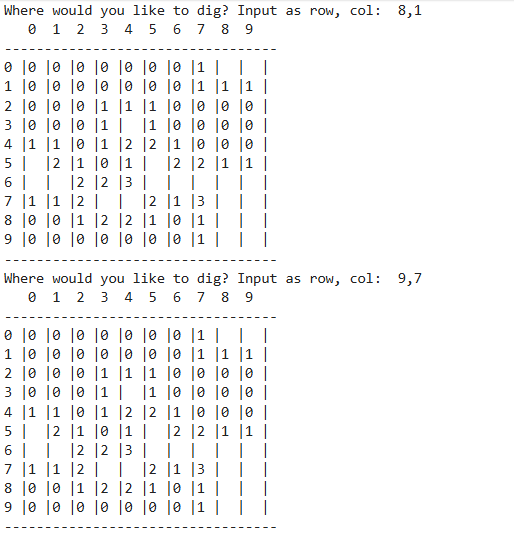 Where would you like to dig? Input as row, col:  8,1
   0  1  2  3  4  5  6  7  8  9
----------------------------------
0 |0 |0 |0 |0 |0 |0 |0 |1 |  |  |
1 |0 |0 |0 |0 |0 |0 |0 |1 |1 |1 |
2 |0 |0 |0 |1 |1 |1 |0 |0 |0 |0 |
3 |0 |0 |0 |1 |  |1 |0 |0 |0 |0 |
4 |1 |1 |0 |1 |2 |2 |1 |0 |0 |0 |
5 |  |2 |1 |0 |1 |  |2 |2 |1 |1 |
6 |  |  |2 |2 |3 |  |  |  |  |  |
7 |1 |1 |2 |  |  |2 |1 |3 |  |  |
8 |0 |0 |1 |2 |2 |1 |0 |1 |  |  |
9 |0 |0 |0 |0 |0 |0 |0 |1 |  |  |
----------------------------------
Where would you like to dig? Input as row, col:  9,7
   0  1  2  3  4  5  6  7  8  9
----------------------------------
0 |0 |0 |0 |0 |0 |0 |0 |1 |  |  |
1 |0 |0 |0 |0 |0 |0 |0 |1 |1 |1 |
2 |0 |0 |0 |1 |1 |1 |0 |0 |0 |0 |
3 |0 |0 |0 |1 |  |1 |0 |0 |0 |0 |
4 |1 |1 |0 |1 |2 |2 |1 |0 |0 |0 |
5 |  |2 |1 |0 |1 |  |2 |2 |1 |1 |
6 |  |  |2 |2 |3 |  |  |  |  |  |
7 |1 |1 |2 |  |  |2 |1 |3 |  |  |
8 |0 |0 |1 |2 |2 |1 |0 |1 |  |  |
9 |0 |0 |0 |0 |0 |0 |0 |1 |  |  |
----------------------------------